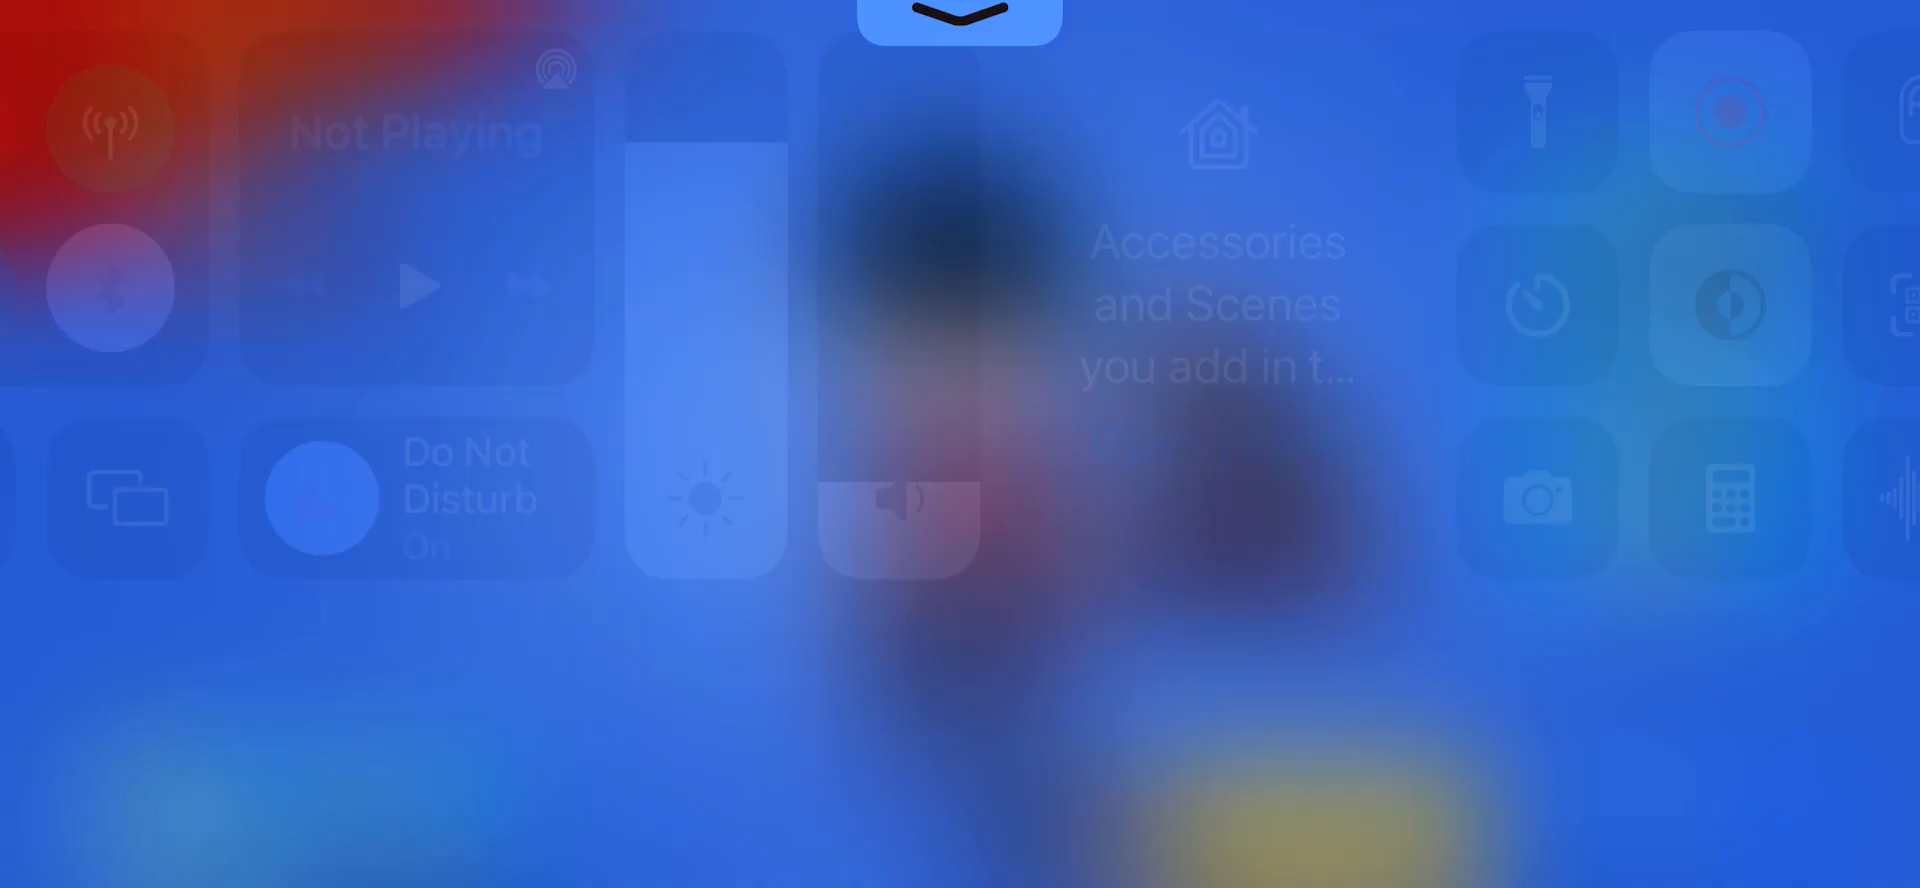 Not Playing
Accessories
and Scenes
you add in t...
Do Not
Disturb
On